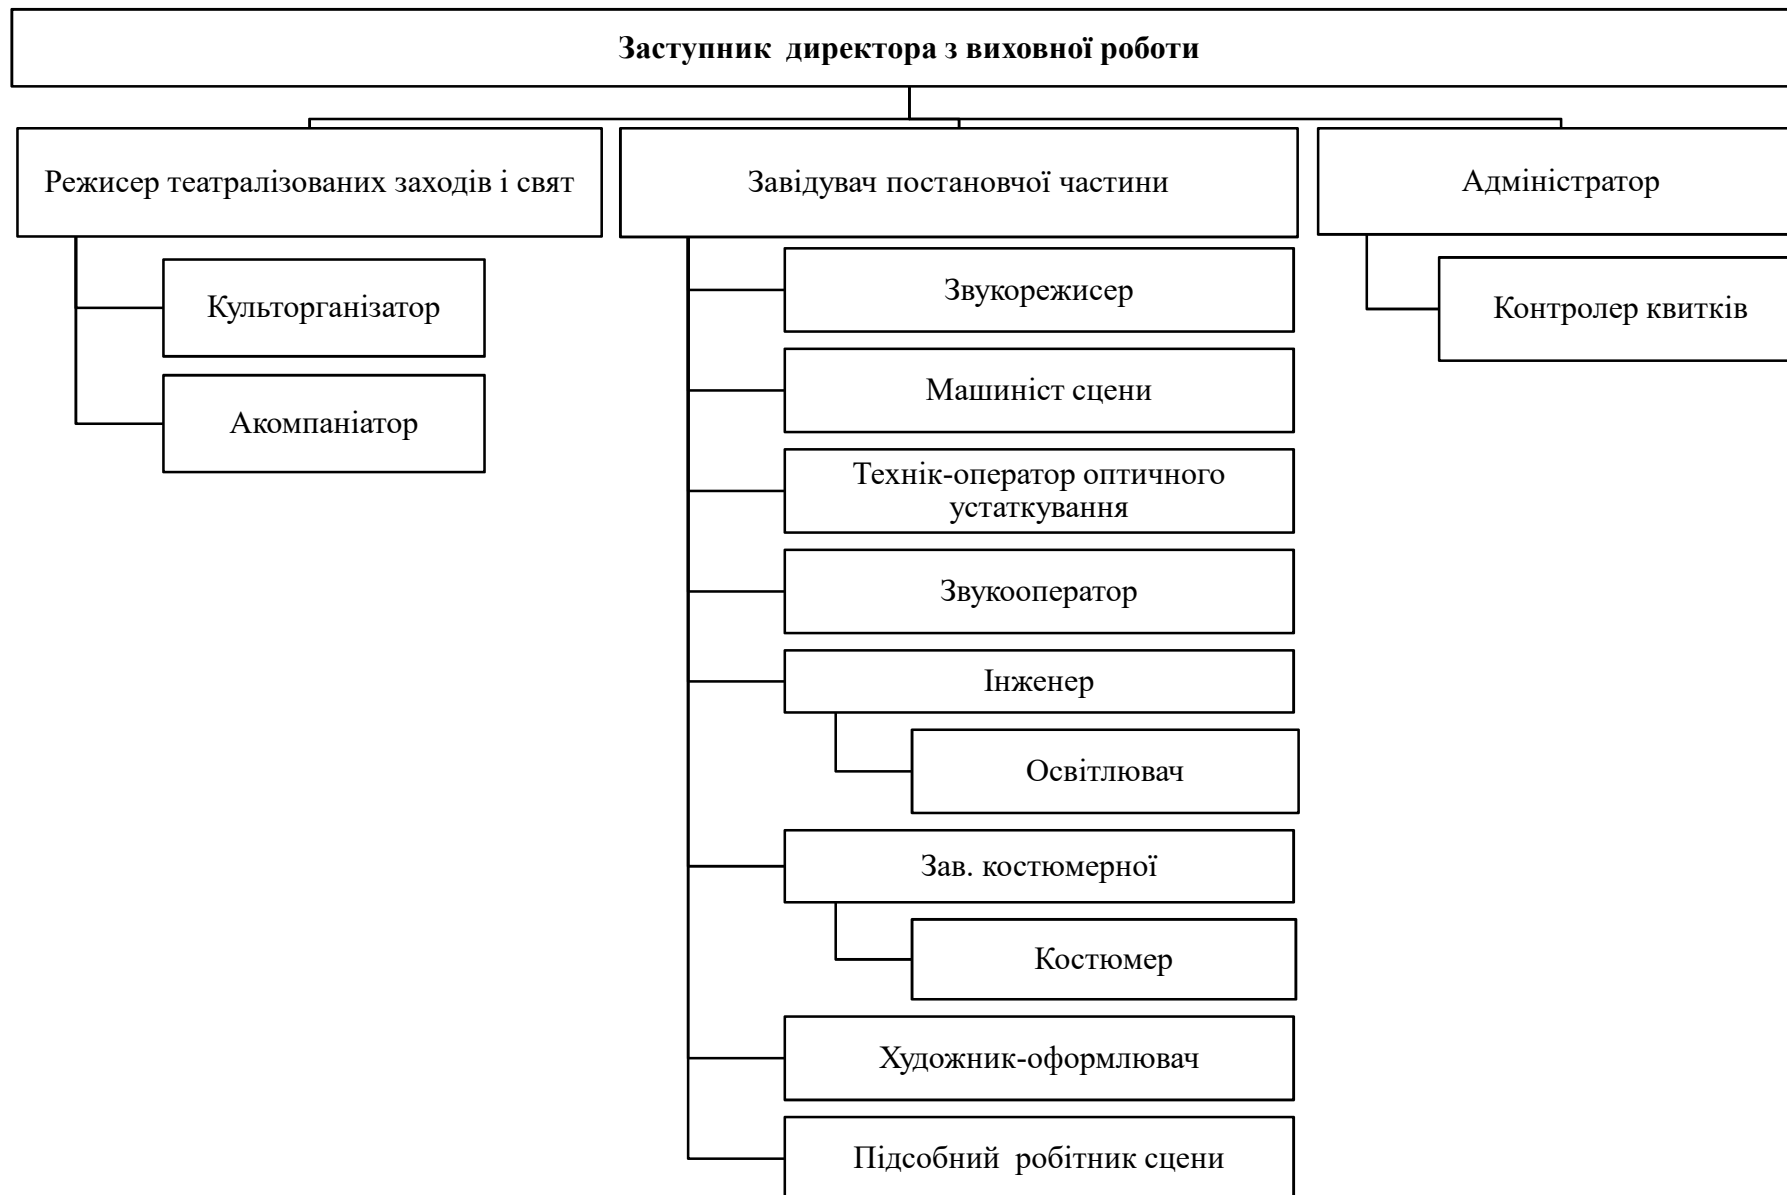 Заступник директора з виховної роботи
Режисер театралізованих заходів і свят
Культорганізатор
Акомпаніатор
Завідувач постановчої частини
Звукорежисер
Машиніст сцени
Технік-оператор оптичного
устаткування
Звукооператор
Інженер
Освітлювач
Зав. костюмерної
Костюмер
Художник-оформлювач
Підсобний робітник сцени
Адміністратор
Контролер квитків